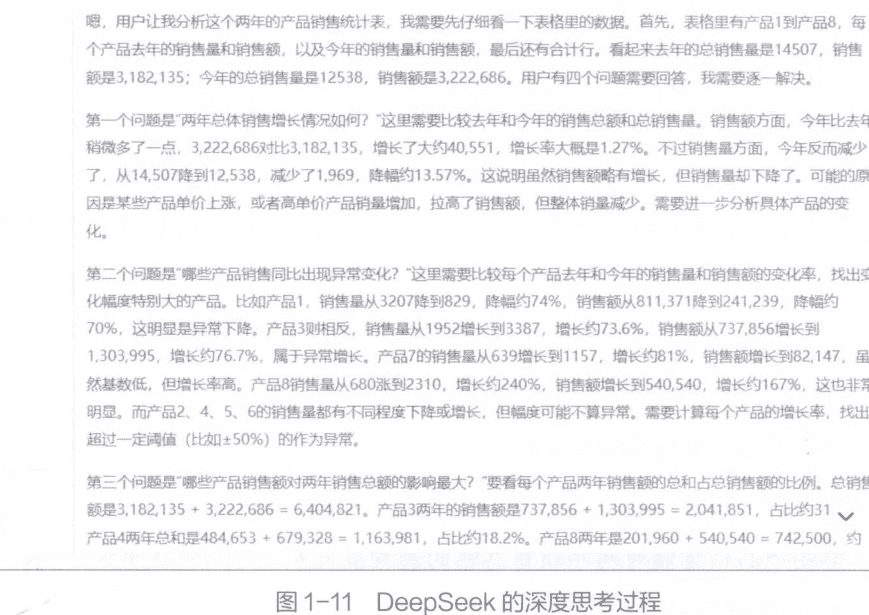 嗯，用户让我分析这个两年的产品销售统计表，我需要先仔细看一下表格里的数据。首先，表格里有产品1到产品8，每
个产品去年的销售量和销售额，以及今年的销售量和销售额，最后还有合计行。看起来去年的总销售量是14507，销售
额是3,182,135；今年的总销售量是12538，销售额是3,222,686。用户有四个问题需要回答，我需要逐一解决。
第一个问题是"两年总体销售增长情况如何？"这里需要比较去年和今年的销售总额和总销售量。销售额方面，今年比去年
稍微多了一点，3,222,686对比3,182,135，增长了大约40,551，增长率大概是1.27%。不过销售量方面，今年反而减少
了，从14,507降到12,538，减少了1,969，降幅约13.57%。这说明虽然销售额略有增长，但销售量却下降了。可能的原
因是某些产品单价上涨，或者高单价产品销量增加，拉高了销售额，但整体销量减少。需要进一步分析具体产品的变
化。
第二个问题是"哪些产品销售同比出现异常变化？"这里需要比较每个产品去年和今年的销售量和销售额的变化率，找出变
化幅度特别大的产品。比如产品1，销售量从3207降到829，降幅约74%，销售额从811,371降到241,239，降幅约
70%，这明显是异常下降。产品3则相反，销售量从1952增长到3387，增长约73.6%，销售额从737,856增长到
1,303,995，增长约76.7%，属于异常增长。产品7的销售量从639增长到1157，增长约81%，销售额增长到82,147，虽
然基数低，但增长率高。产品8销售量从680涨到2310，增长约240%，销售额增长到540,540，增长约167%，这也非常
明显。而产品2、4、5、6的销售量都有不同程度下降或增长，但幅度可能不算异常。需要计算每个产品的增长率，找出
超过一定阈值（比如±50%）的作为异常。
第三个问题是"哪些产品销售额对两年销售总额的影响最大？"要看每个产品两年销售额的总和占总销售额的比例。总销售
额是3,182,135 + 3,222,686 = 6,404,821。产品3两年的销售额是737,856 + 1,303,995 = 2,041,851，占比约31
产品4两年总和是484,653 + 679,328 = 1,163,981，占比约18.2%。产品8两年是201,960 + 540,540 = 742,500，约
图1-11 DeepSeek 的深度思考过程